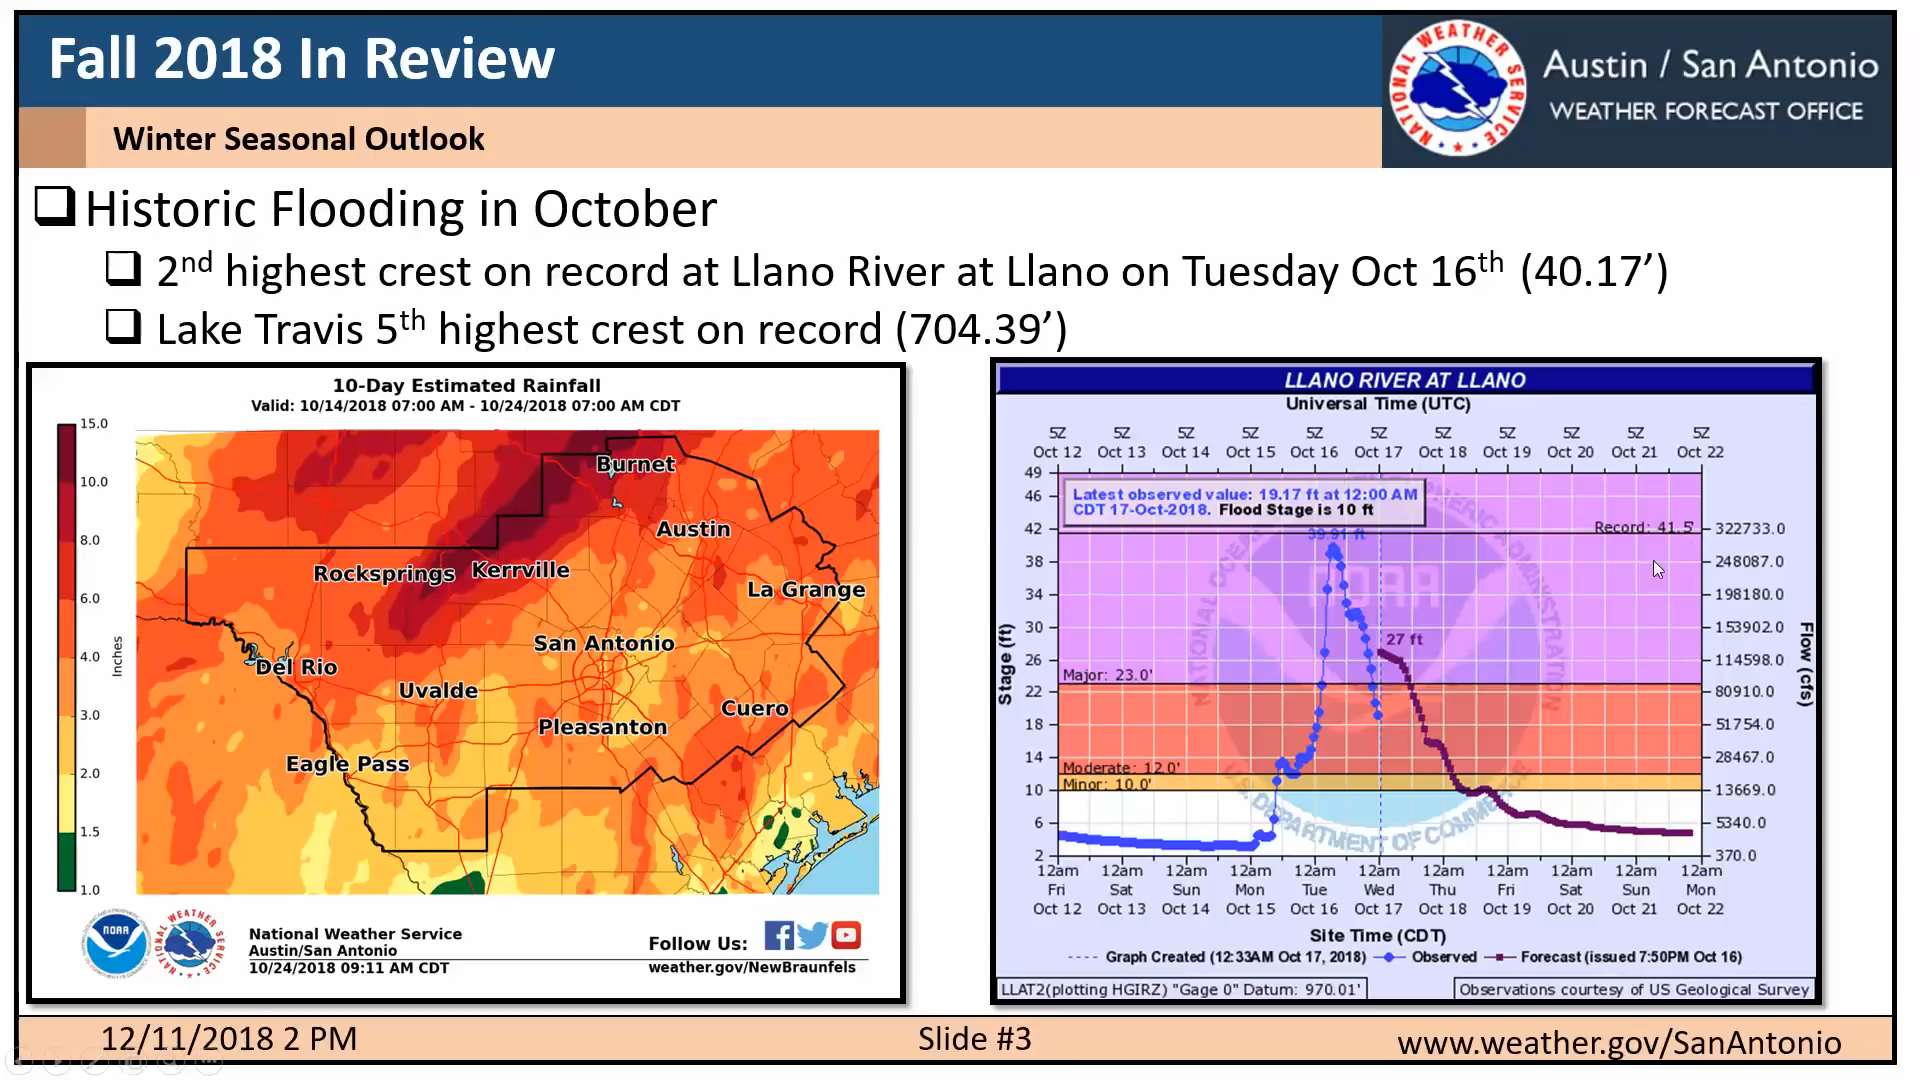 Fall 2018 In Review
NATIONAL WEATHER SERVICE
Austin / San Antonio
WEATHER FORECAST OFFICE
Winter Seasonal Outlook
Historic Flooding in October
2nd highest crest on record at Llano River at Llano on Tuesday Oct 16th (40.17’)
Lake Travis 5th highest crest on record (704.39’)
10-Day Estimated Rainfall
Valid: 10/14/2018 07:00 AM - 10/24/2018 07:00 AM CDT
15.0
10.0
8.0
6.0
4.0
3.0
2.0
1.5
1.0
Inches
Burnet
Austin
Rocksprings
Kerrville
La Grange
San Antonio
Del Rio
Uvalde
Cuero
Pleasanton
Eagle Pass
NOAA
NATIONAL WEATHER SERVICE
National Weather Service
Austin/San Antonio
10/24/2018 09:11 AM CDT
Follow Us:
weather.gov/NewBraunfels
LLANO RIVER AT LLANO
Universal Time (UTC)
5Z 5Z 5Z 5Z 5Z 5Z 5Z 5Z 5Z 5Z 5Z
Oct 12 Oct 13 Oct 14 Oct 15 Oct 16 Oct 17 Oct 18 Oct 19 Oct 20 Oct 21 Oct 22
Latest observed value: 19.17 ft at 12:00 AM
CDT 17-Oct-2018. Flood Stage is 10 ft
39.91 ft
Record: 41.5'
27 ft
Major: 23.0'
Moderate: 12.0'
Minor: 10.0'
49
46
42 322733.0
38 248087.0
34 198180.0
30 153902.0
26 114598.0
22 80910.0
18 51754.0
14 28467.0
10 13669.0
6 5340.0
2 370.0
Stage (ft)
Flow (cfs)
NOAA
U.S. DEPARTMENT OF COMMERCE
12am 12am 12am 12am 12am 12am 12am 12am 12am 12am 12am
Fri Sat Sun Mon Tue Wed Thu Fri Sat Sun Mon
Oct 12 Oct 13 Oct 14 Oct 15 Oct 16 Oct 17 Oct 18 Oct 19 Oct 20 Oct 21 Oct 22
Site Time (CDT)
Graph Created (12:33AM Oct 17, 2018) Observed Forecast (issued 7:50PM Oct 16)
LLAT2(plotting HGIRZ) "Gage 0" Datum: 970.01'
Observations courtesy of US Geological Survey
12/11/2018 2 PM
Slide #3
www.weather.gov/SanAntonio